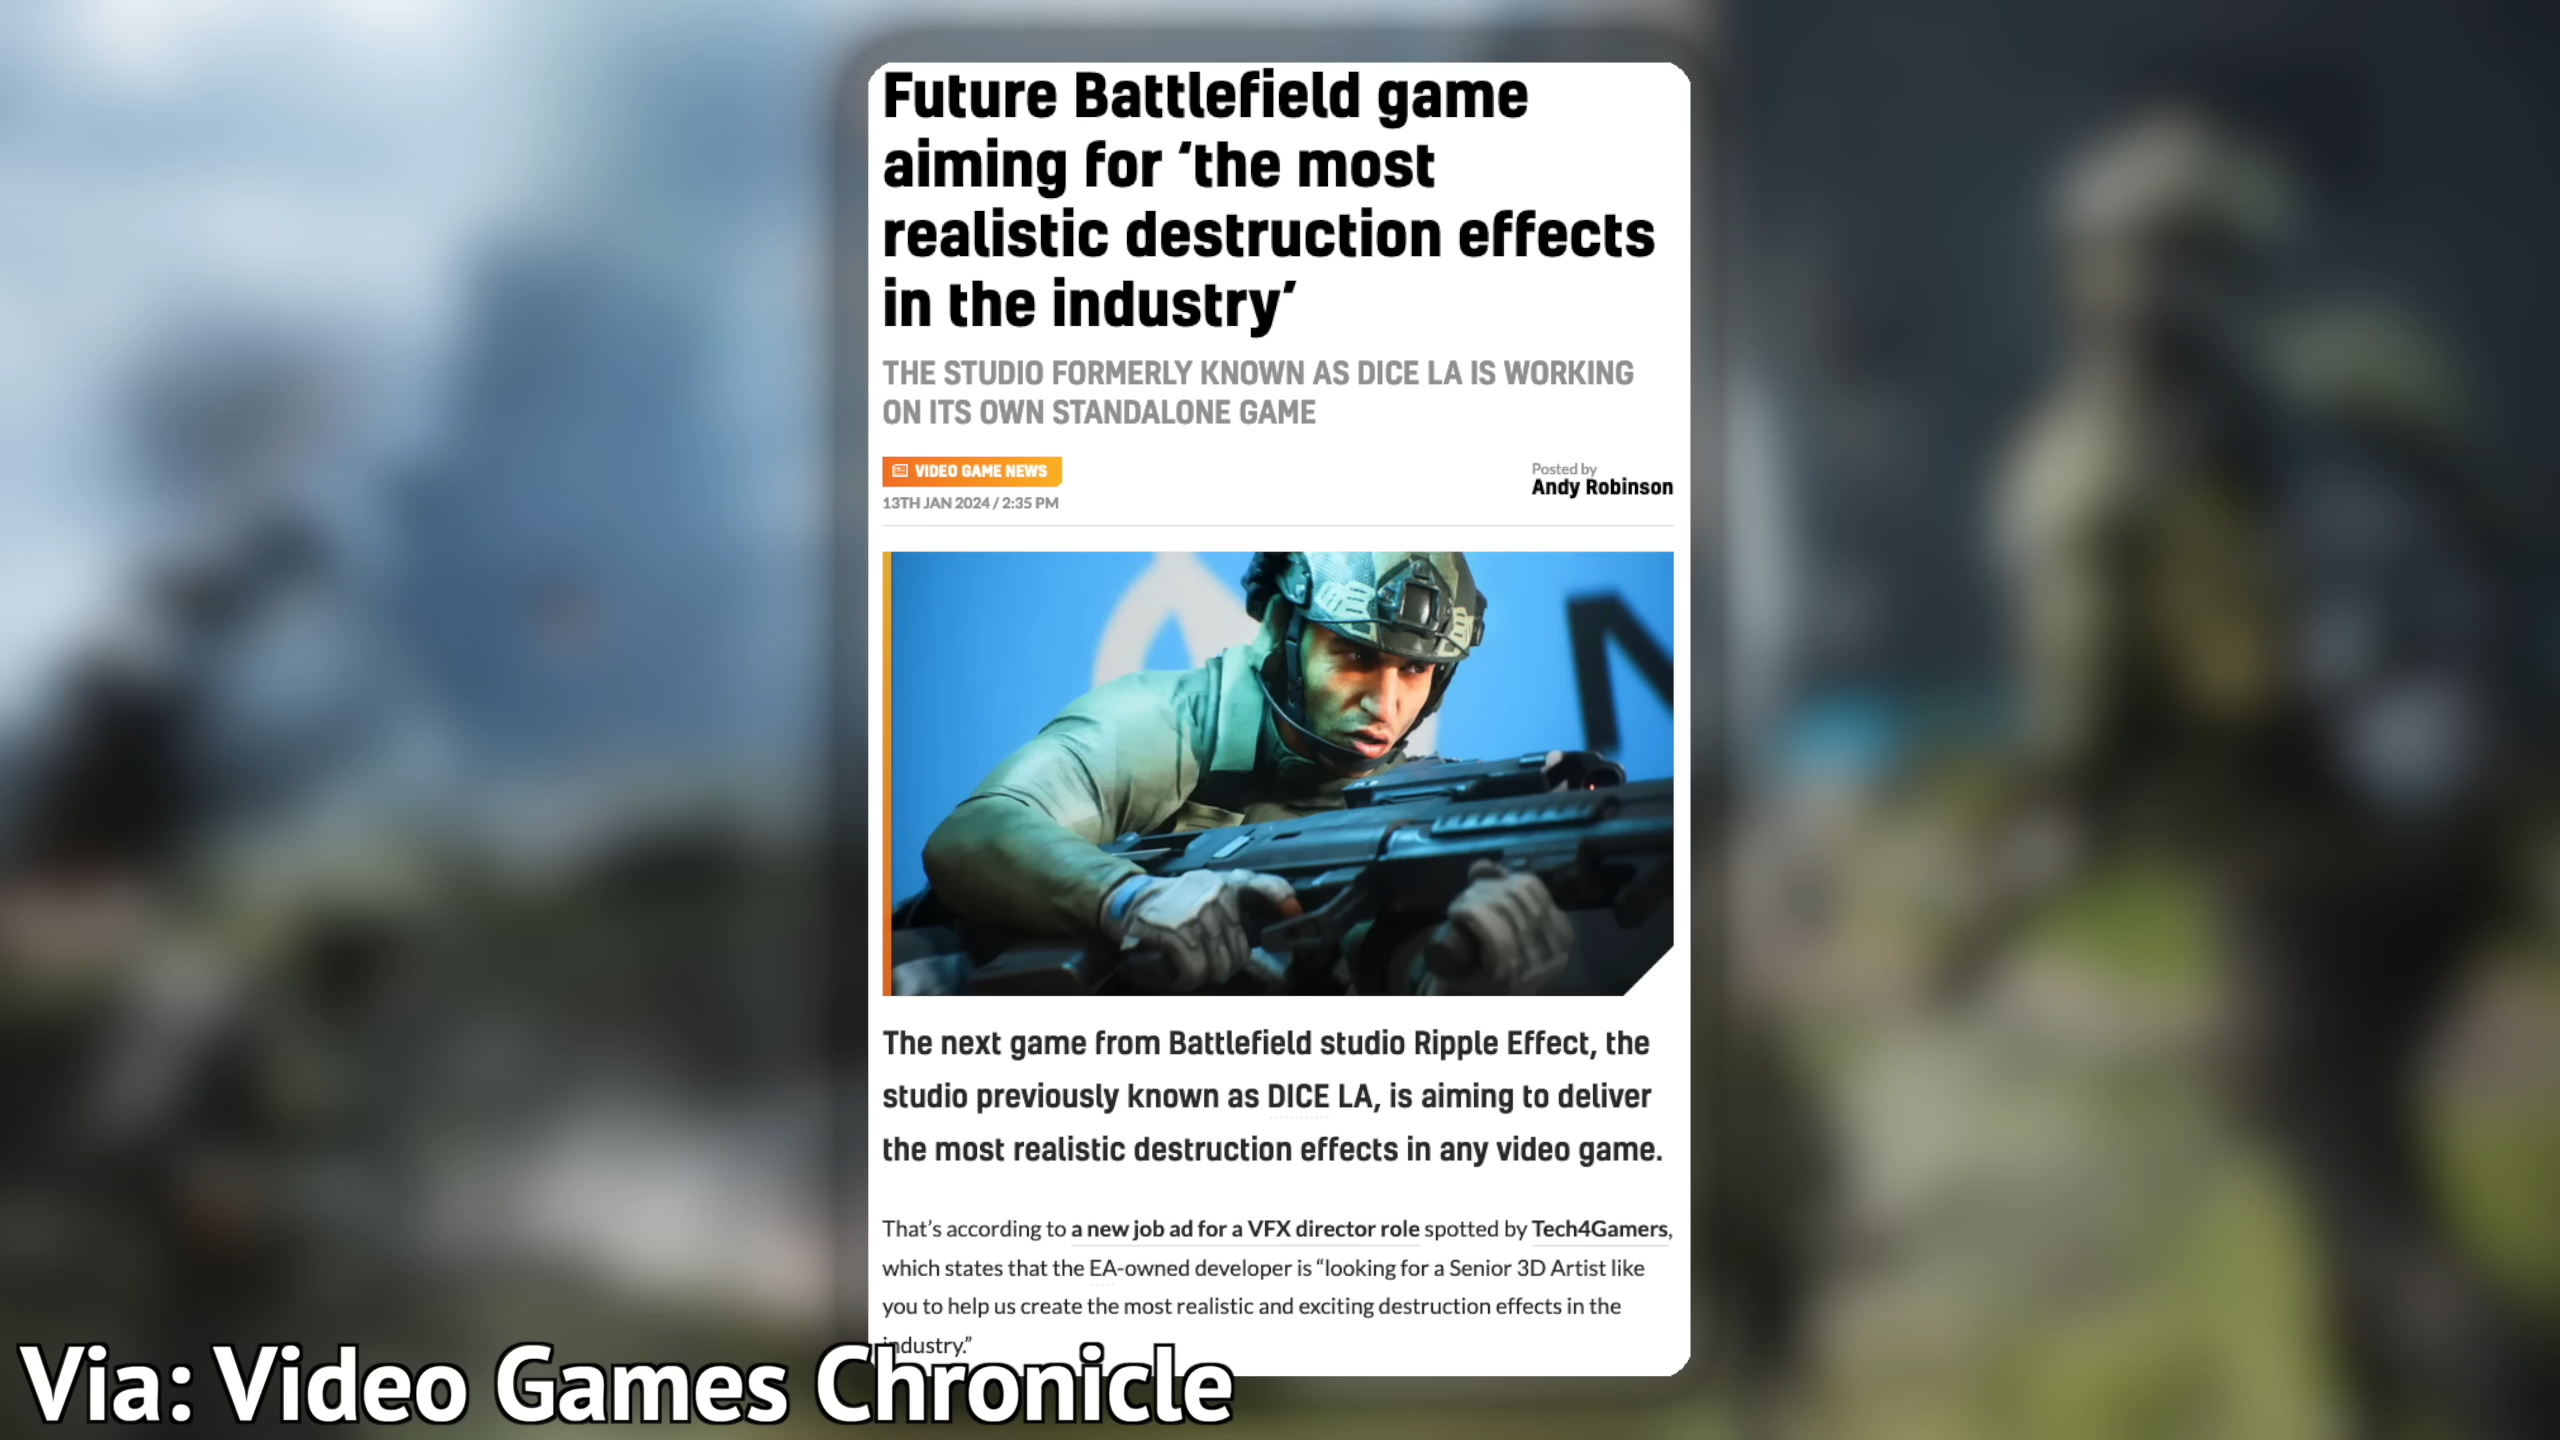 Future Battlefield game
aiming for ‘the most
realistic destruction effects
in the industry’
THE STUDIO FORMERLY KNOWN AS DICE LA IS WORKING
ON ITS OWN STANDALONE GAME
VIDEO GAME NEWS
13TH JAN 2024 / 2:35 PM
Posted by
Andy Robinson
N
The next game from Battlefield studio Ripple Effect, the
studio previously known as DICE LA, is aiming to deliver
the most realistic destruction effects in any video game.
That’s according to a new job ad for a VFX director role spotted by Tech4Gamers,
which states that the EA-owned developer is “looking for a Senior 3D Artist like
you to help us create the most realistic and exciting destruction effects in the
industry.”
Via: Video Games Chronicle